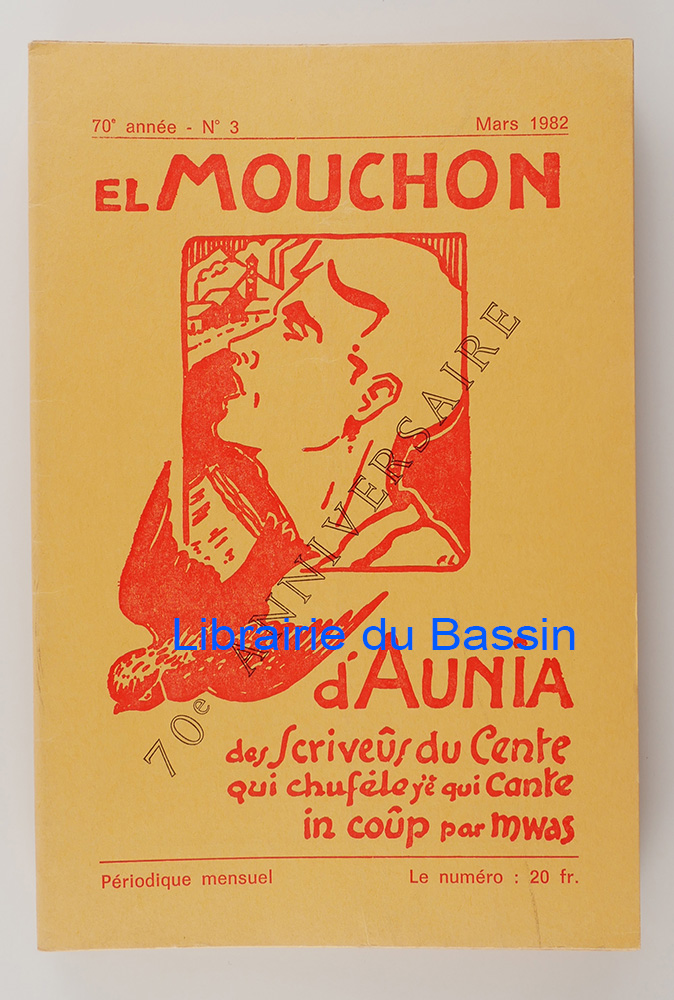 70e année - N° 3
Mars 1982
EL MOUCHON
70e ANNIVERSAIRE
Librairie du Bassin
d'AUNIA
des Scriveûs du Cente
qui chufèle yè qui Cante
in coûp par mwas
Périodique mensuel
Le numéro : 20 fr.